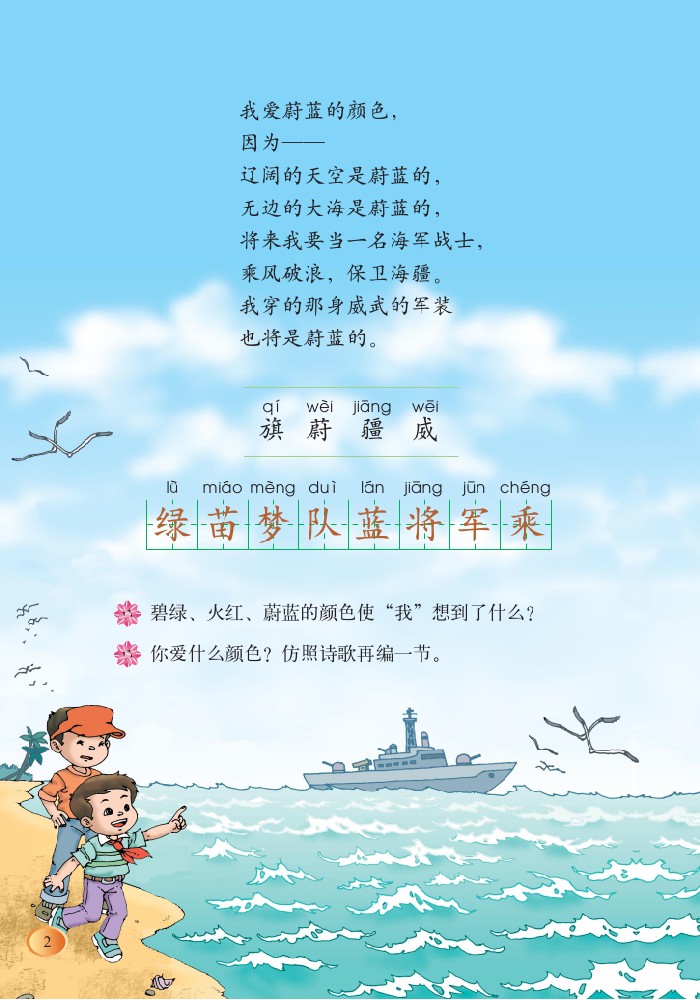 我爱蔚蓝的颜色，
因为——
辽阔的天空是蔚蓝的，
无边的大海是蔚蓝的，
将来我要当一名海军战士，
乘风破浪，保卫海疆。
我穿的那身威武的军装
也将是蔚蓝的。
qí wèi jiāng wēi
旗 蔚 疆 威
lǜ miáo mèng duì lán jiāng jūn chéng
绿 苗 梦 队 蓝 将 军 乘
碧绿、火红、蔚蓝的颜色使“我”想到了什么？
你爱什么颜色？仿照诗歌再编一节。
2